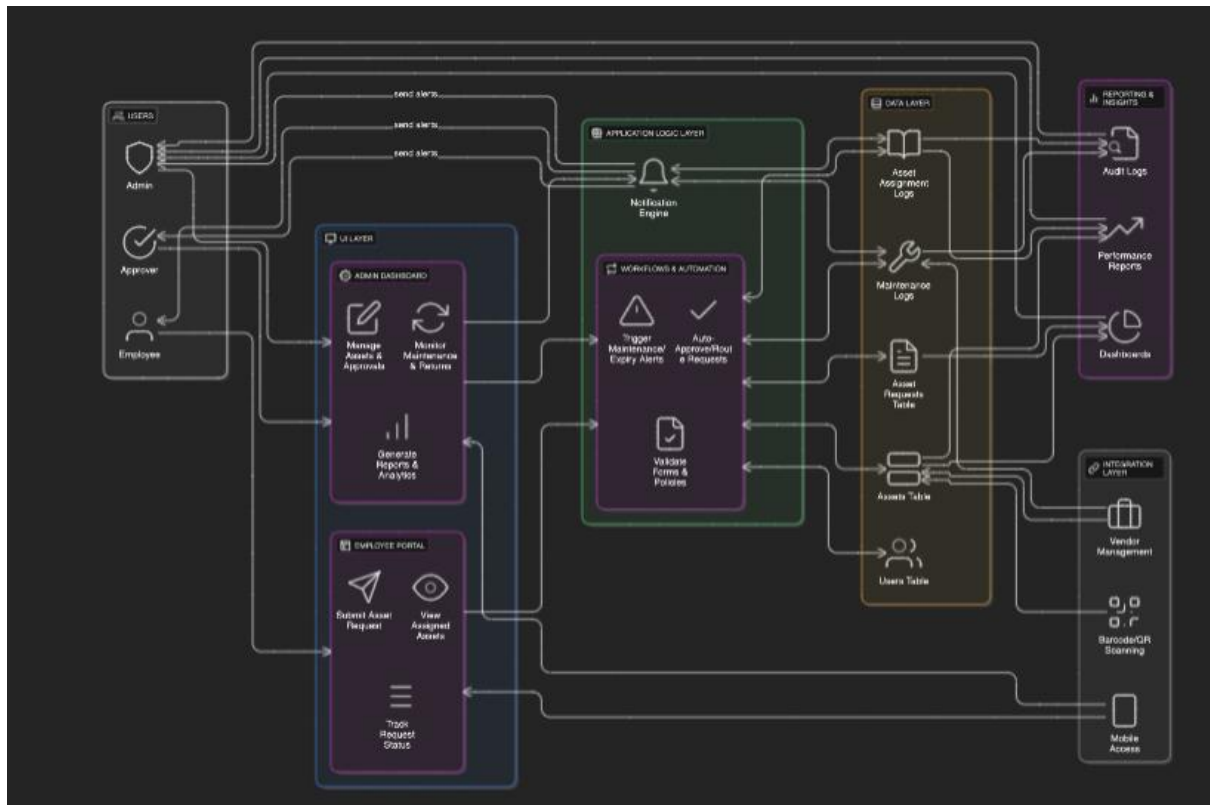 send alerts
send alerts
send alerts
USERS
Admin
Approver
Employee
UI LAYER
ADMIN DASHBOARD
Manage
Assets &
Approvals
Monitor
Maintenance
& Returns
Generate
Reports &
Analytics
EMPLOYEE PORTAL
Submit Asset
Request
View
Assigned
Assets
Track
Request
Status
APPLICATION LOGIC LAYER
Notification
Engine
WORKFLOWS & AUTOMATION
Trigger
Maintenance/
Expiry Alerts
Auto-
Approve/Rout
e Requests
Validate
Forms &
Policies
DATA LAYER
Asset
Assignment
Logs
Maintenance
Logs
Asset
Requests
Table
Assets Table
Users Table
REPORTING &
INSIGHTS
Audit Logs
Performance
Reports
Dashboards
INTEGRATION
LAYER
Vendor
Management
Barcode/QR
Scanning
Mobile
Access